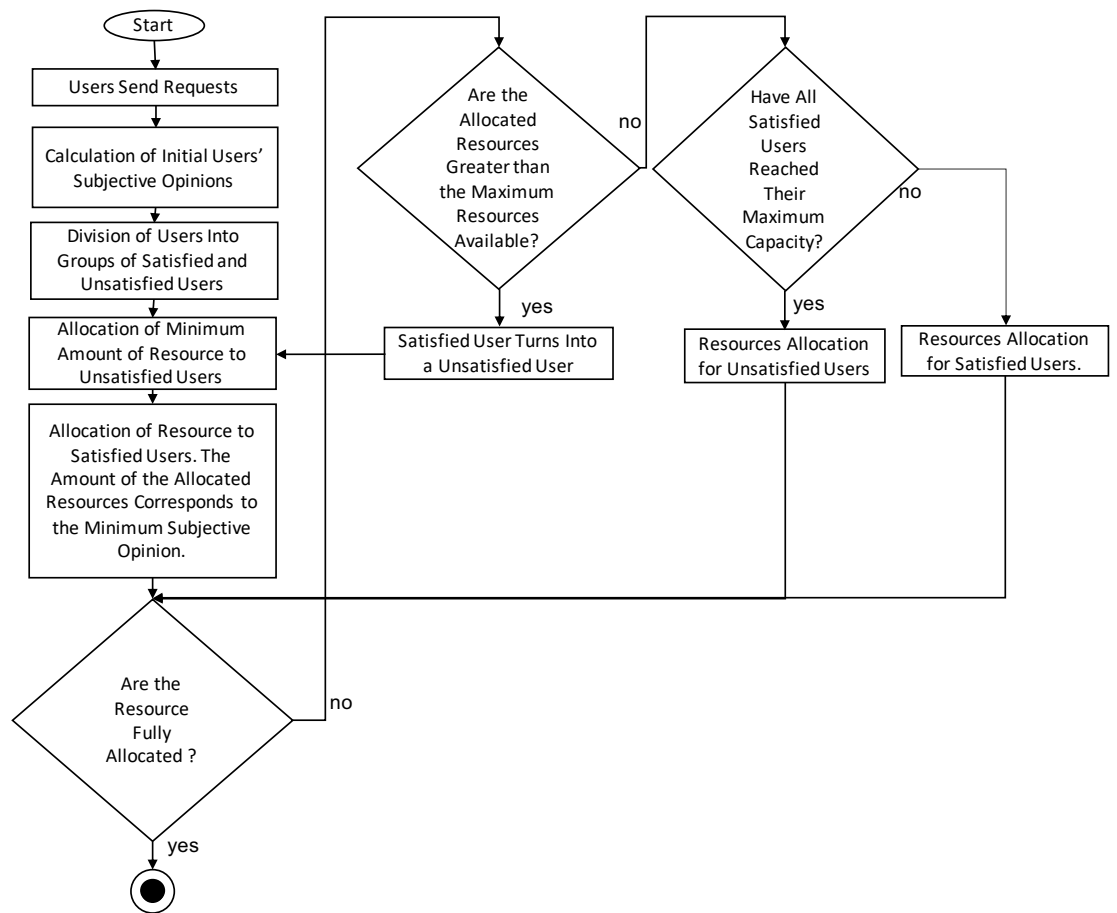 Start
Users Send Requests
Calculation of Initial Users'
Subjective Opinions
Division of Users Into
Groups of Satisfied and
Unsatisfied Users
Allocation of Minimum
Amount of Resource to
Unsatisfied Users
Allocation of Resource to
Satisfied Users. The
Amount of the Allocated
Resources Corresponds to
the Minimum Subjective
Opinion.
Are the
Resource
Fully
Allocated ?
yes
no
Are the
Allocated
Resources
Greater than
the Maximum
Resources
Available?
no
yes
Satisfied User Turns Into
a Unsatisfied User
Have All
Satisfied
Users
Reached
Their
Maximum
Capacity?
no
yes
Resources Allocation
for Unsatisfied Users
Resources Allocation
for Satisfied Users.